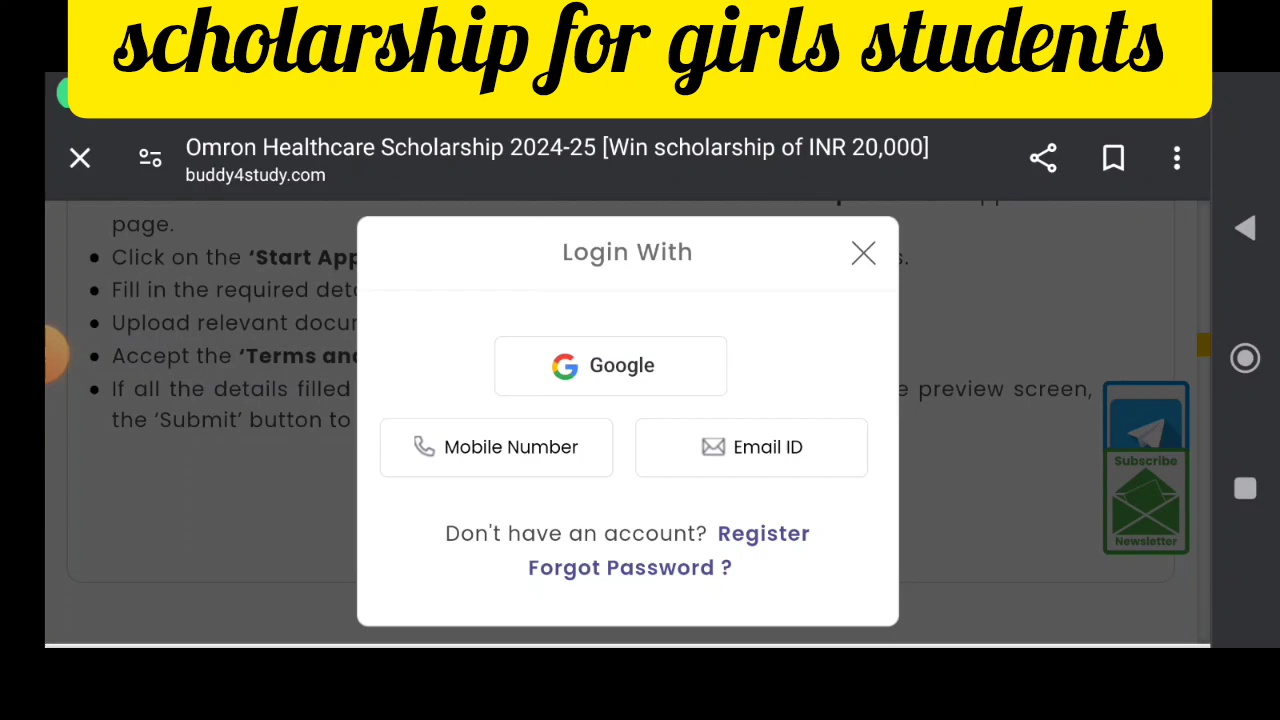 scholarship for girls students
Omron Healthcare Scholarship 2024-25 [Win scholarship of INR 20,000]
buddy4study.com
page.
Login With
Click on the ‘Start App
Fill in the required deta
Google
Upload relevant docum
Accept the ‘Terms and
If all the details filled
e preview screen,
the ‘Submit’ button to
Mobile Number
Email ID
Subscribe
Newsletter
Don't have an account? Register
Forgot Password ?